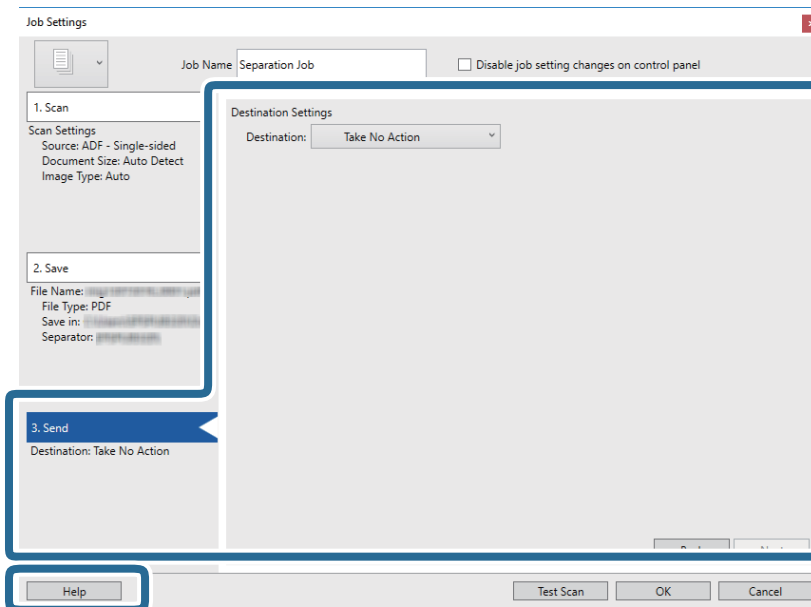 Job Settings
Job Name Separation Job
Disable job setting changes on control panel
1. Scan
Scan Settings
Source: ADF - Single-sided
Document Size: Auto Detect
Image Type: Auto
2. Save
File Name:
File Type: PDF
Save in:
Separator:
3. Send
Destination: Take No Action
Destination Settings
Destination: Take No Action
Help
Test Scan
OK
Cancel